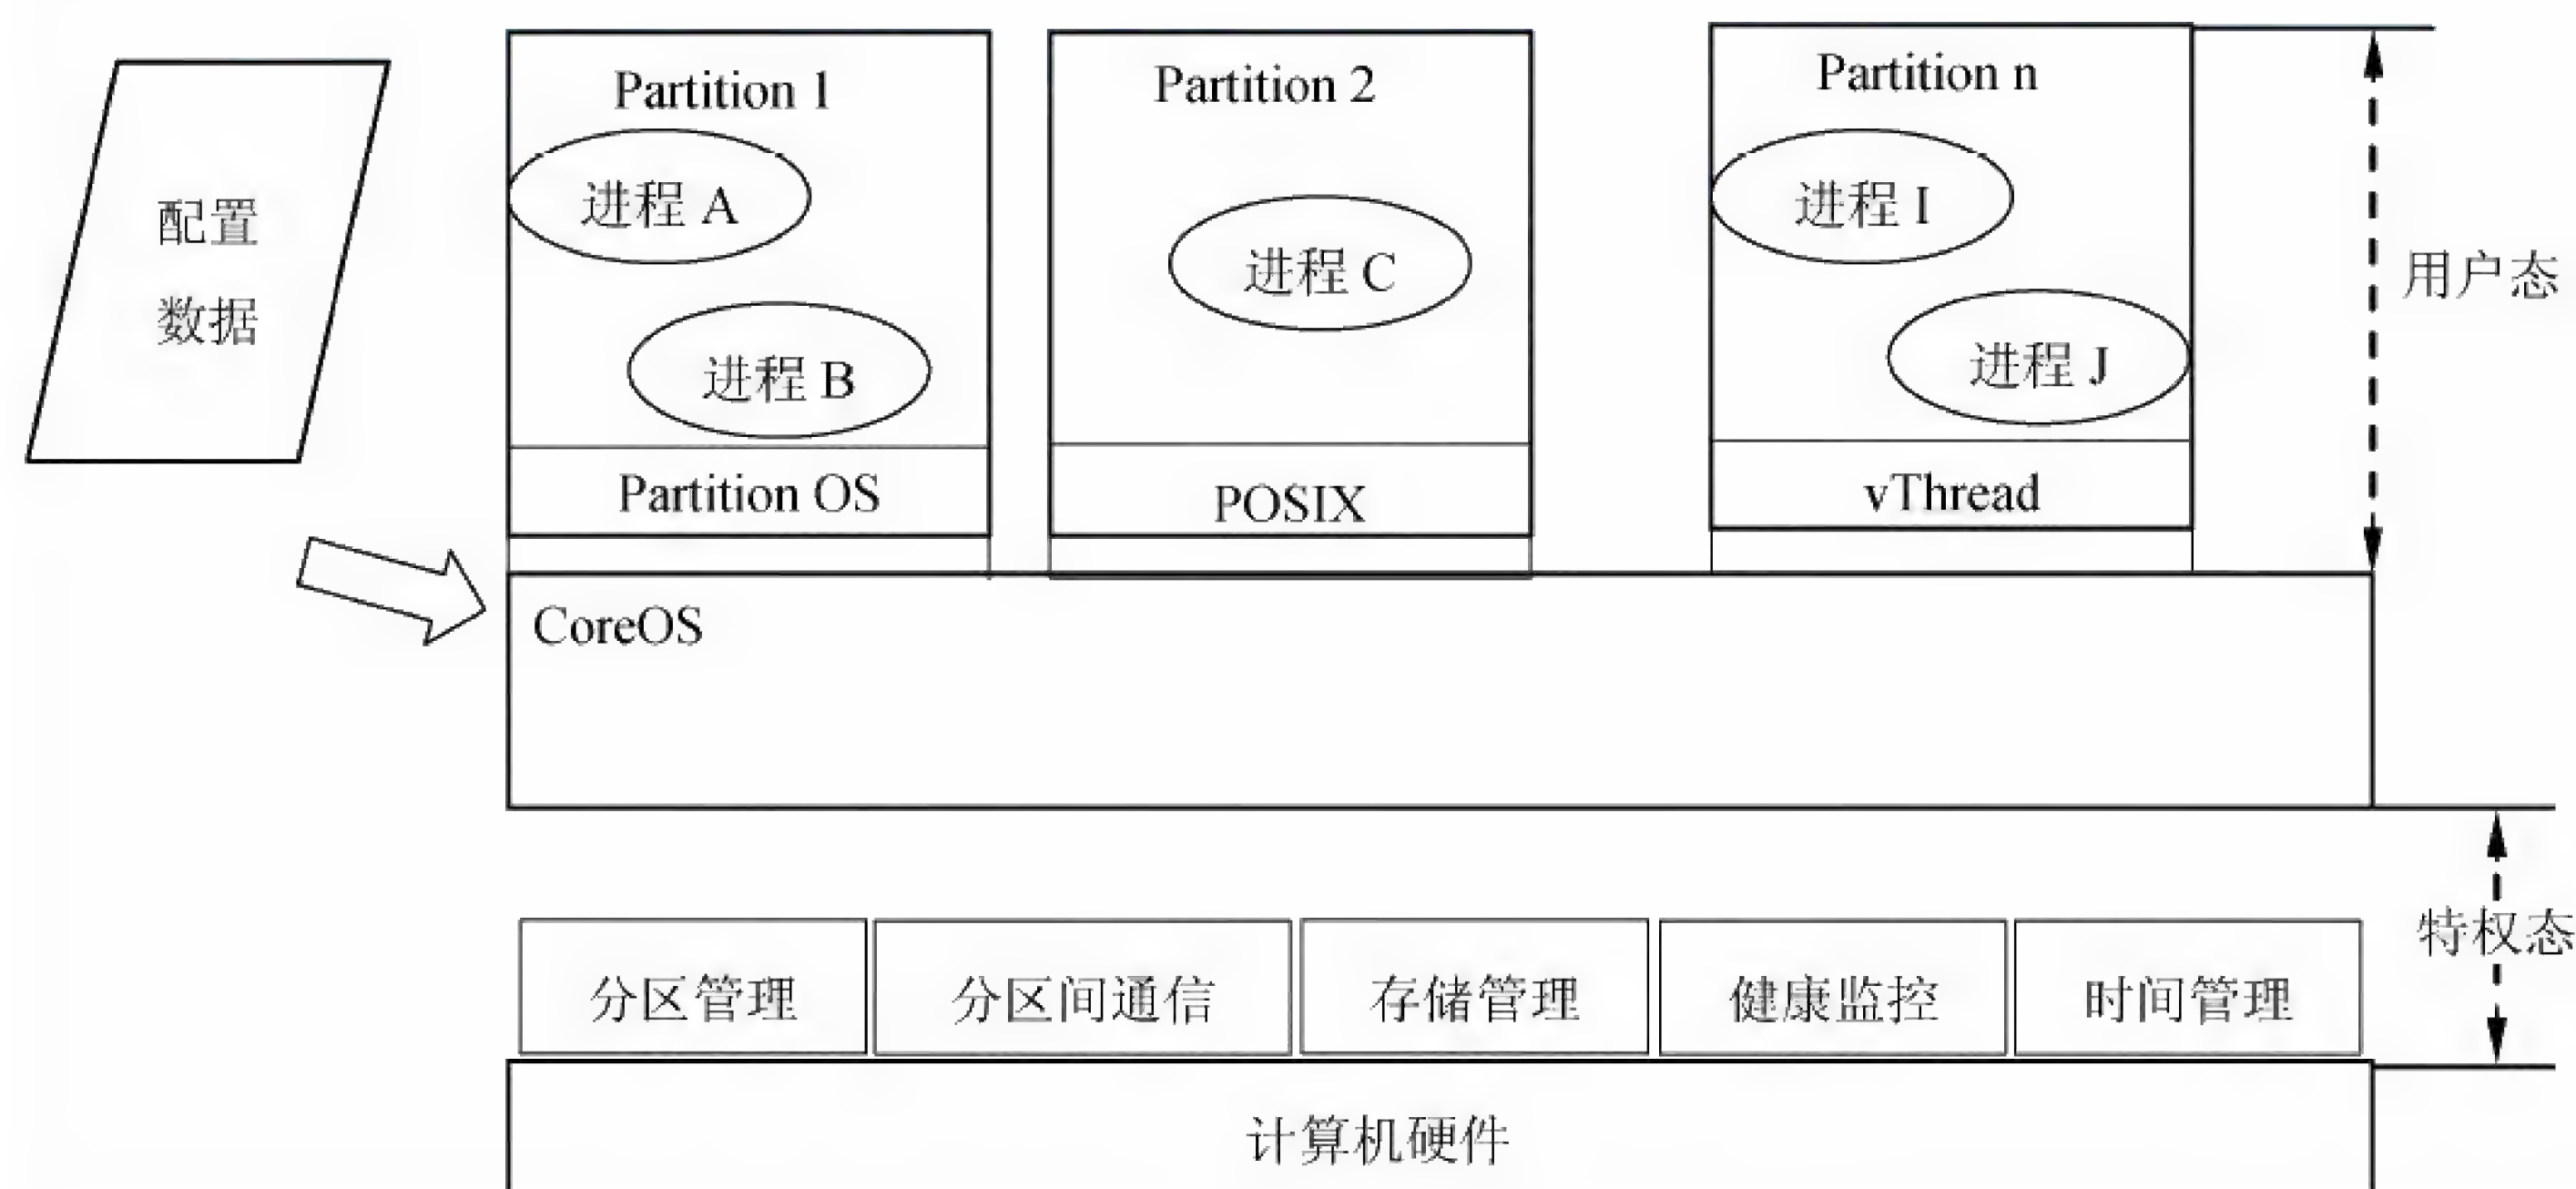 配置
数据
Partition 1
进程 A
进程 B
Partition OS
Partition 2
进程 C
POSIX
Partition n
进程 I
进程 J
vThread
用户态
CoreOS
特权态
分区管理
分区间通信
存储管理
健康监控
时间管理
计算机硬件